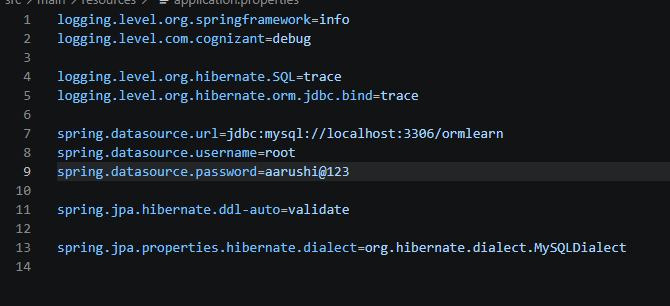 src > main > resources > application.properties
1 logging.level.org.springframework=info
2 logging.level.com.cognizant=debug
3
4 logging.level.org.hibernate.SQL=trace
5 logging.level.org.hibernate.orm.jdbc.bind=trace
6
7 spring.datasource.url=jdbc:mysql://localhost:3306/ormlearn
8 spring.datasource.username=root
9 spring.datasource.password=aarushi@123
10
11 spring.jpa.hibernate.ddl-auto=validate
12
13 spring.jpa.properties.hibernate.dialect=org.hibernate.dialect.MySQLDialect
14